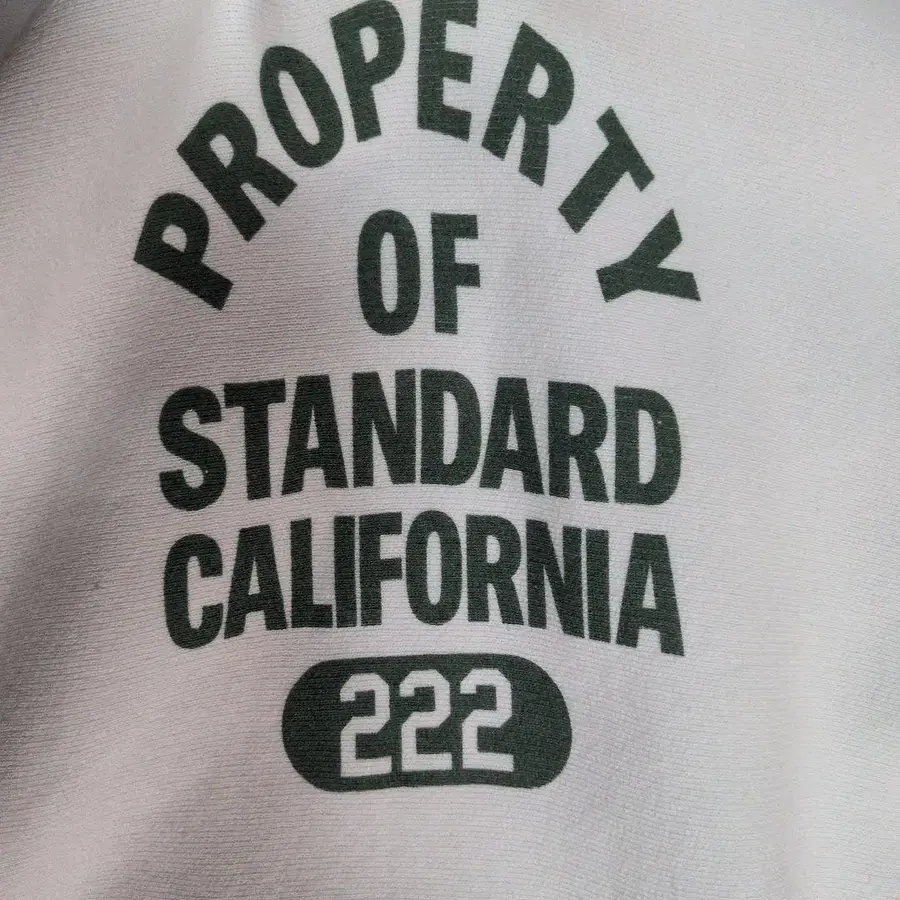 PROPERTY
OF
STANDARD
CALIFORNIA
222